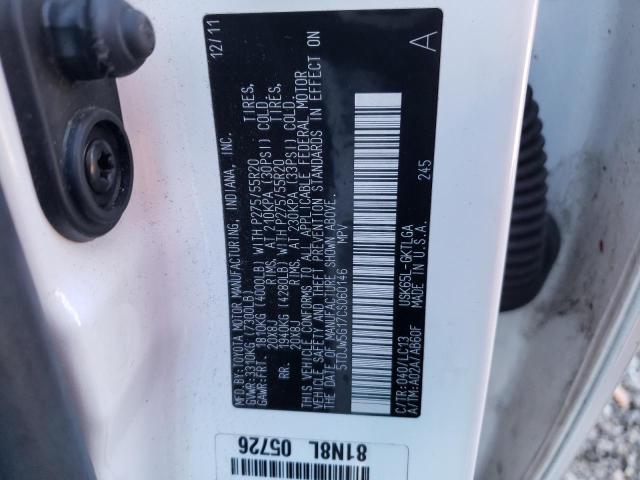 MFD.BY: TOYOTA MOTOR MANUFACTURING, INDIANA, INC. 12/11
GVWR:3310KG(7300LB)
GAWR:FRT. 1810KG (4000LB) WITH P275/55R20 TIRES,
20X8J RIMS, AT 210KPA (30PSI) COLD.
RR. 1940KG (4280LB) WITH P275/55R20 TIRES,
20X8J RIMS, AT 230KPA (33PSI) COLD.
THIS VEHICLE CONFORMS TO ALL APPLICABLE FEDERAL MOTOR
VEHICLE SAFETY AND THEFT PREVENTION STANDARDS IN EFFECT ON
THE DATE OF MANUFACTURE SHOWN ABOVE.
5TDJW5G17CS060146 MPV
A
C/TR:040/LC13 USK65L-GKTLGA 245
A/TM:A02A/AB60F MADE IN U.S.A.
81N8L 05726